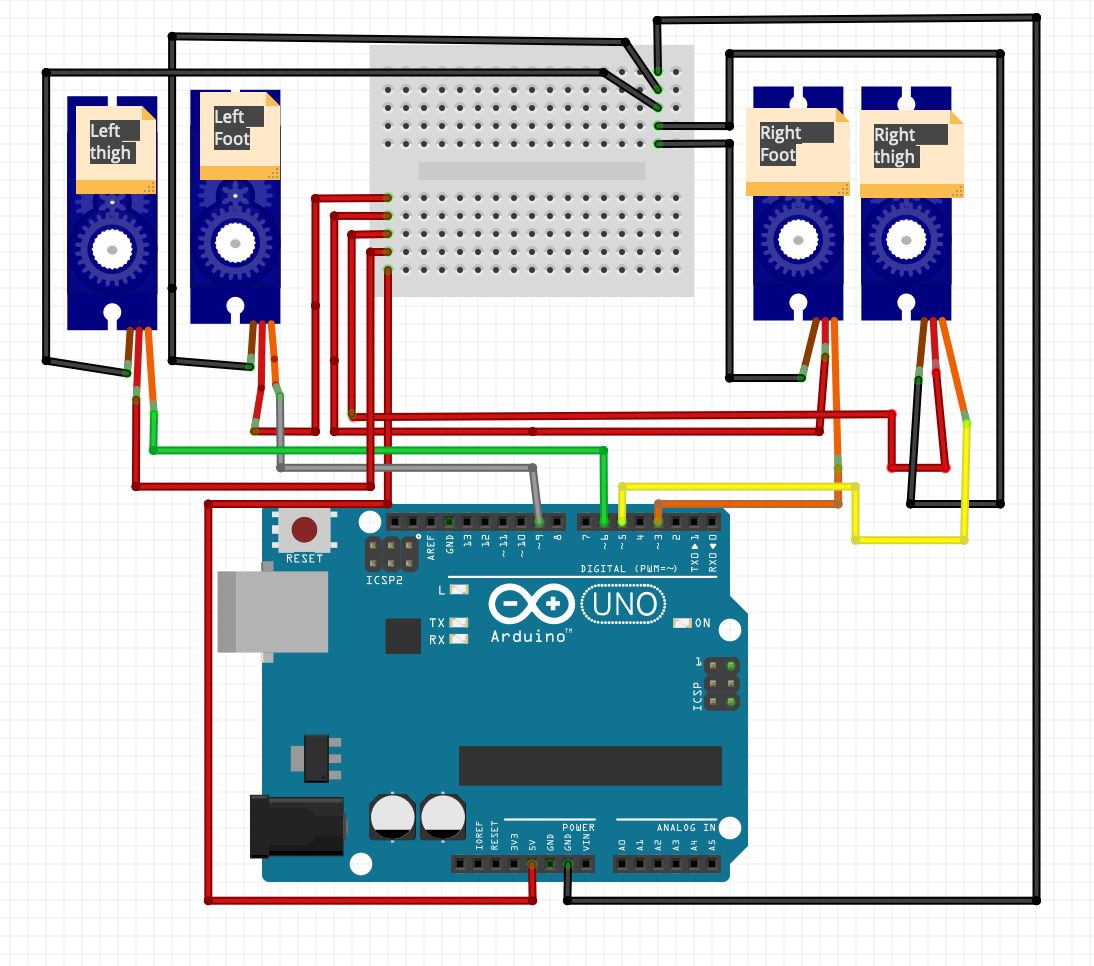 Left
thigh
Left
Foot
Right
Foot
Right
thigh
RESET
ICSP2
AREF
GND
13
12
~11
~10
~9
8
7
~6
~5
4
~3
2
TX0▶1
RX0◀0
DIGITAL (PWM=~)
L
TX
RX
Arduino™
UNO
ON
1
ICSP
POWER
ANALOG IN
IOREF
RESET
3V3
5V
GND
GND
VIN
A0
A1
A2
A3
A4
A5